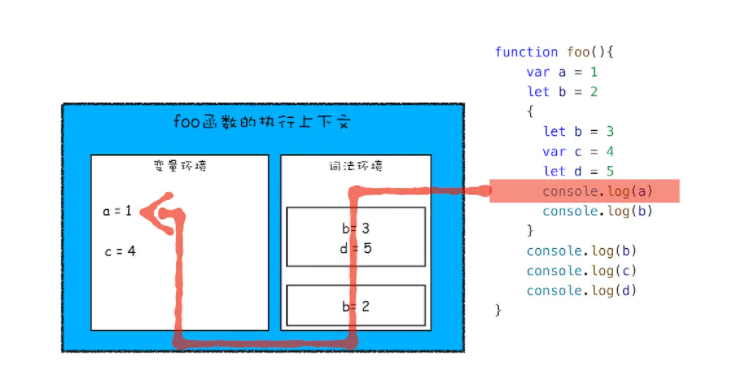 foo函数的执行上下文
变量环境
a = 1
c = 4
词法环境
b= 3
d = 5
b= 2
function foo(){
    var a = 1
    let b = 2
    {
      let b = 3
      var c = 4
      let d = 5
      console.log(a)
      console.log(b)
    }
    console.log(b)
    console.log(c)
    console.log(d)
}